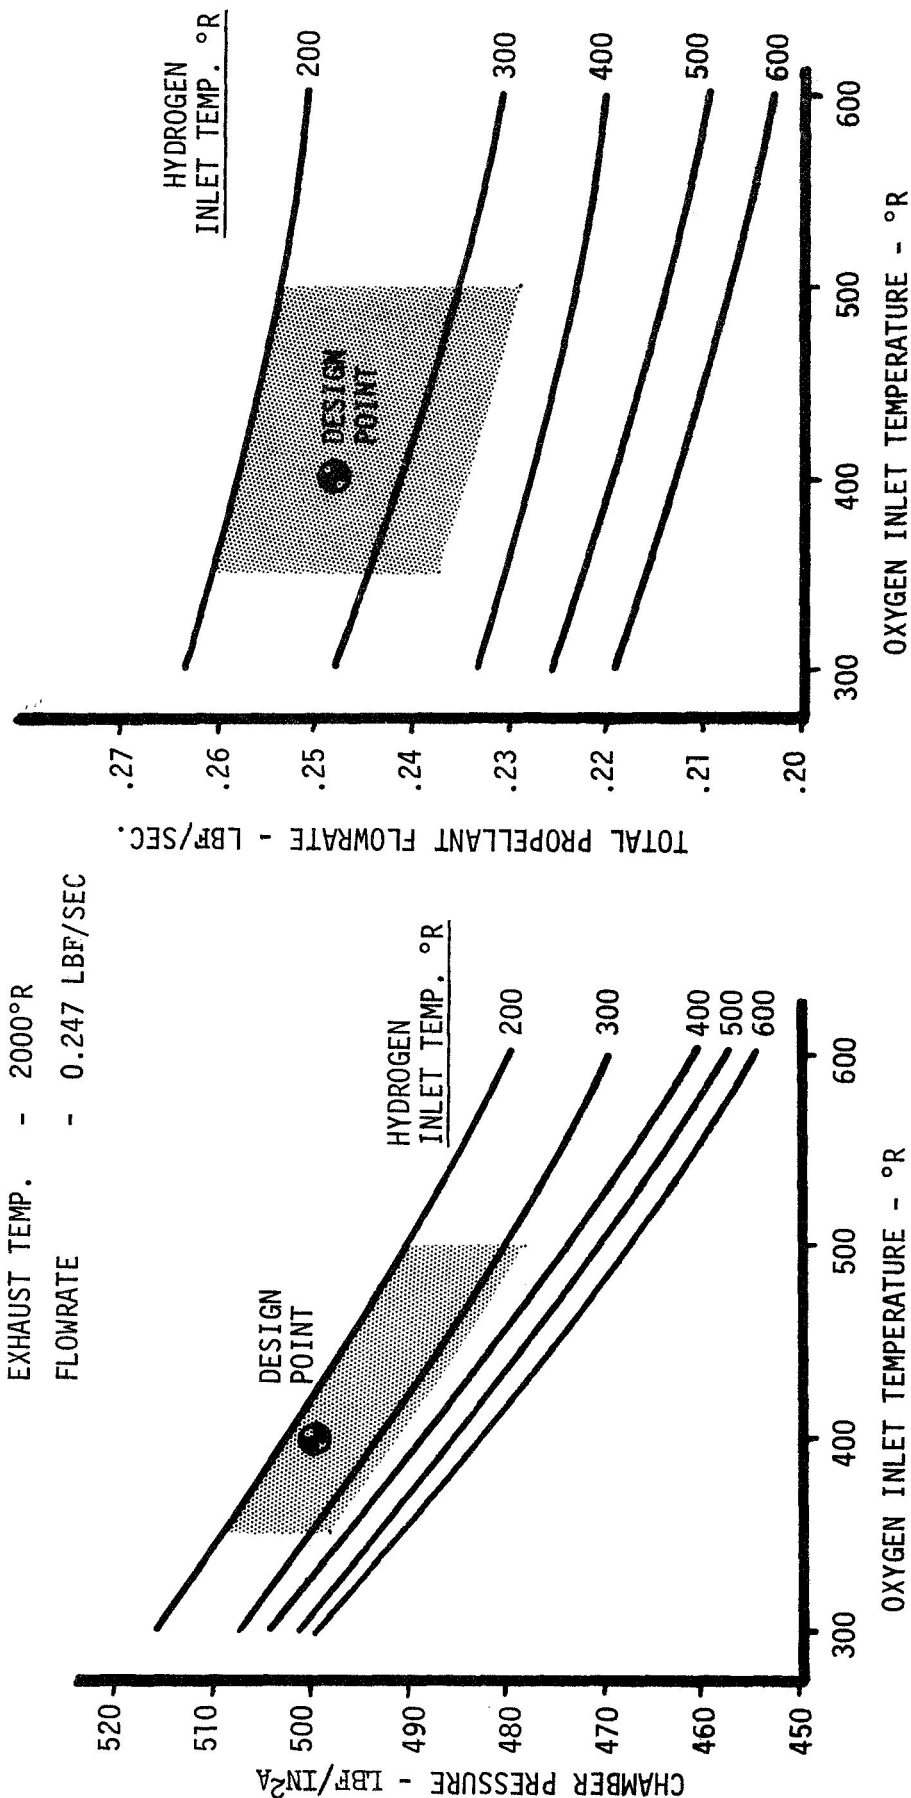 EXHAUST TEMP. - 2000°R
FLOWRATE - 0.247 LBF/SEC
CHAMBER PRESSURE - LBF/IN²A
520
510
500
490
480
470
460
450
DESIGN
POINT
HYDROGEN
INLET TEMP. °R
200
300
400
500
600
300
400
500
600
OXYGEN INLET TEMPERATURE - °R
TOTAL PROPELLANT FLOWRATE - LBF/SEC.
.27
.26
.25
.24
.23
.22
.21
.20
DESIGN
POINT
HYDROGEN
INLET TEMP. °R
200
300
400
500
600
300
400
500
600
OXYGEN INLET TEMPERATURE - °R